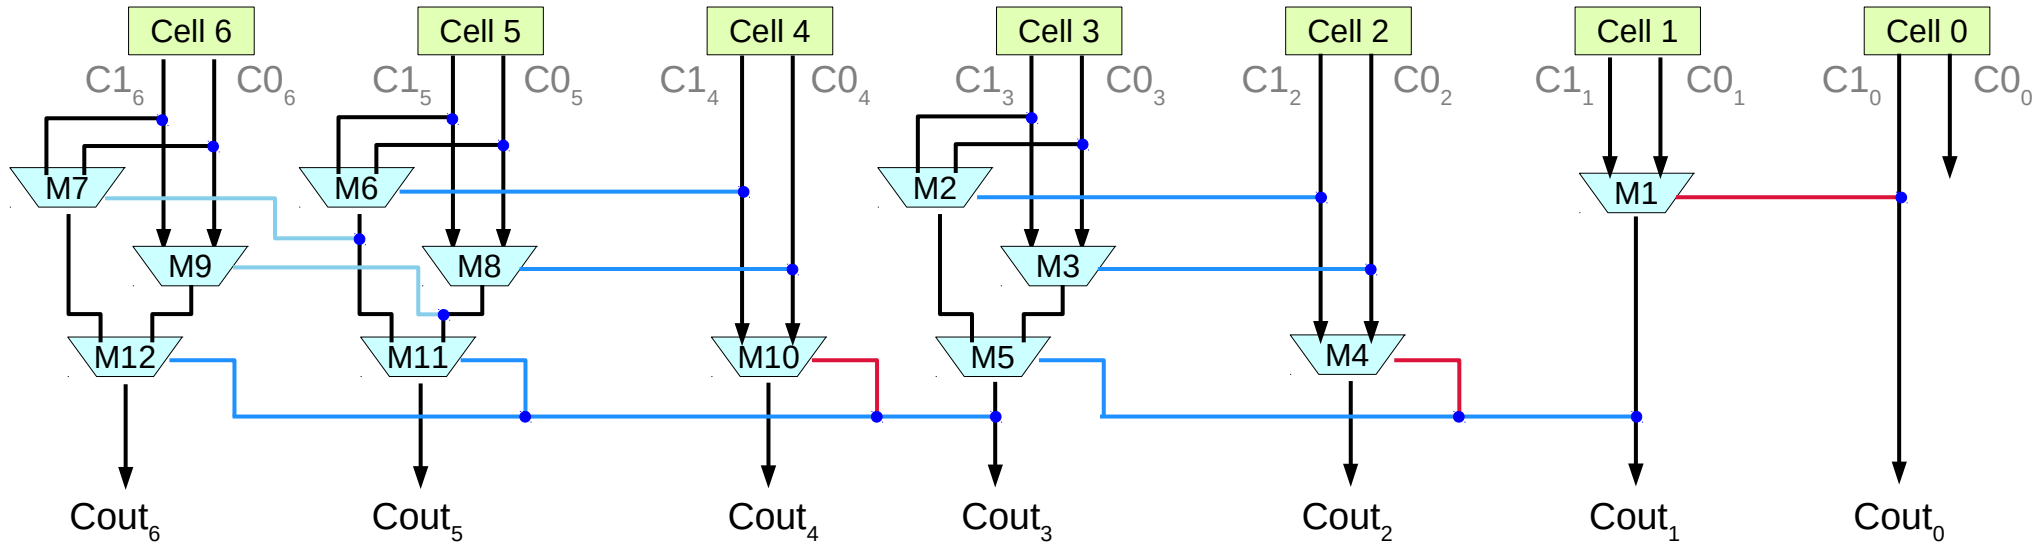 Cell 6 Cell 5 Cell 4 Cell 3 Cell 2 Cell 1 Cell 0
C1₆ C0₆ C1₅ C0₅ C1₄ C0₄ C1₃ C0₃ C1₂ C0₂ C1₁ C0₁ C1₀ C0₀
M7 M6 M2 M1
M9 M8 M3
M12 M11 M10 M5 M4
Cout₆ Cout₅ Cout₄ Cout₃ Cout₂ Cout₁ Cout₀